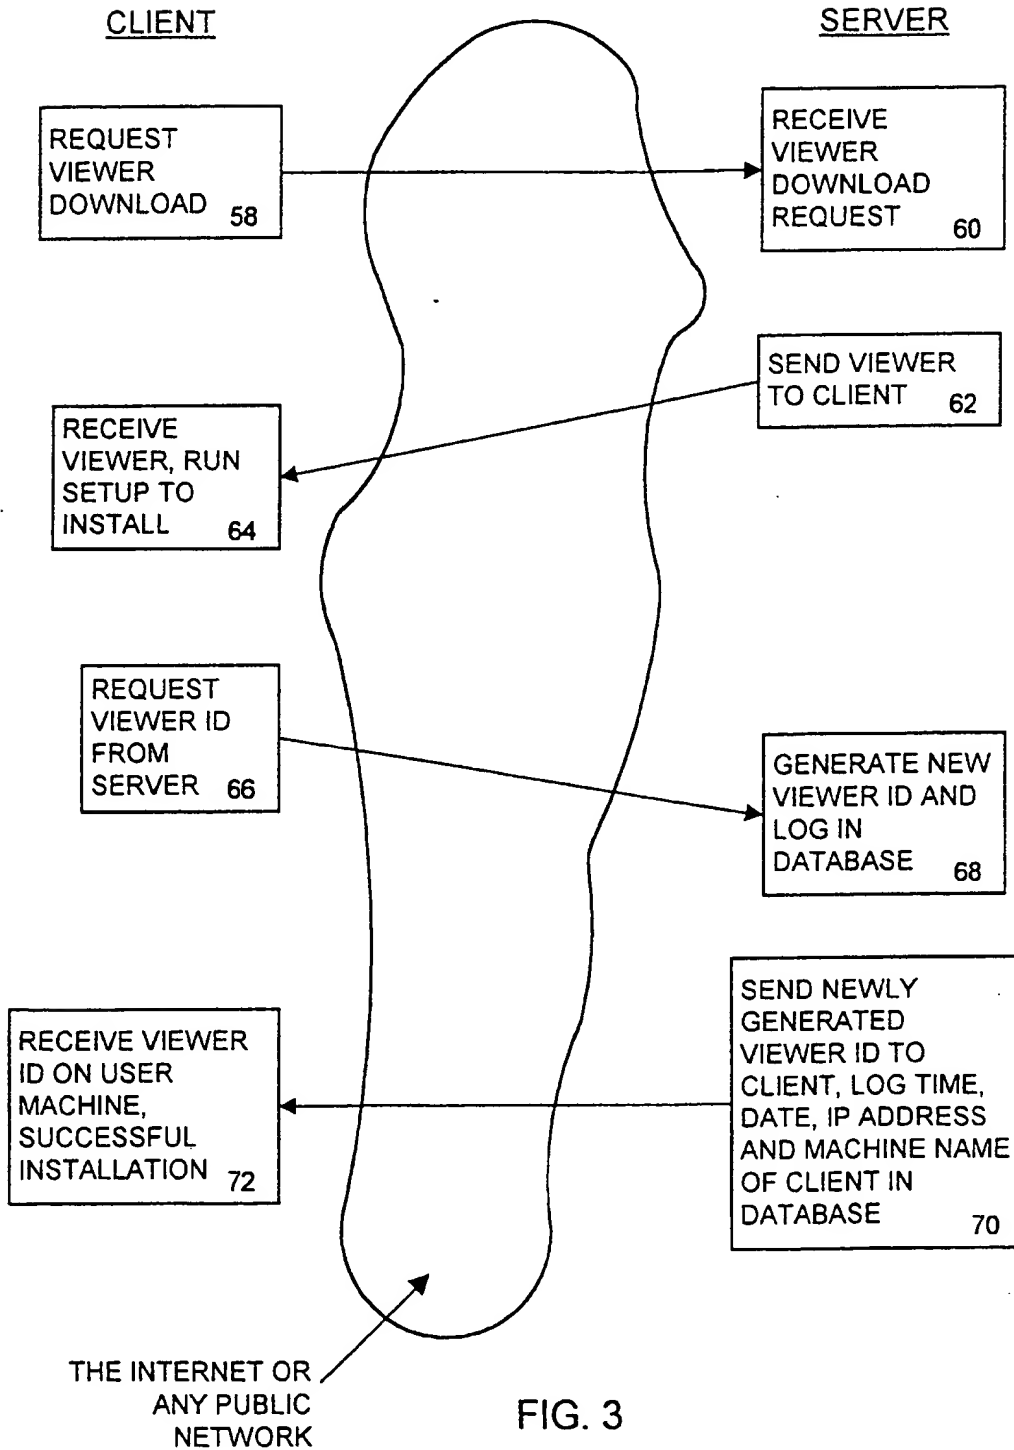 CLIENT
SERVER
REQUEST
VIEWER
DOWNLOAD 58
RECEIVE
VIEWER
DOWNLOAD
REQUEST 60
SEND VIEWER
TO CLIENT 62
RECEIVE
VIEWER, RUN
SETUP TO
INSTALL 64
REQUEST
VIEWER ID
FROM
SERVER 66
GENERATE NEW
VIEWER ID AND
LOG IN
DATABASE 68
SEND NEWLY
GENERATED
VIEWER ID TO
CLIENT, LOG TIME,
DATE, IP ADDRESS
AND MACHINE NAME
OF CLIENT IN
DATABASE 70
RECEIVE VIEWER
ID ON USER
MACHINE,
SUCCESSFUL
INSTALLATION 72
THE INTERNET OR
ANY PUBLIC
NETWORK
FIG. 3